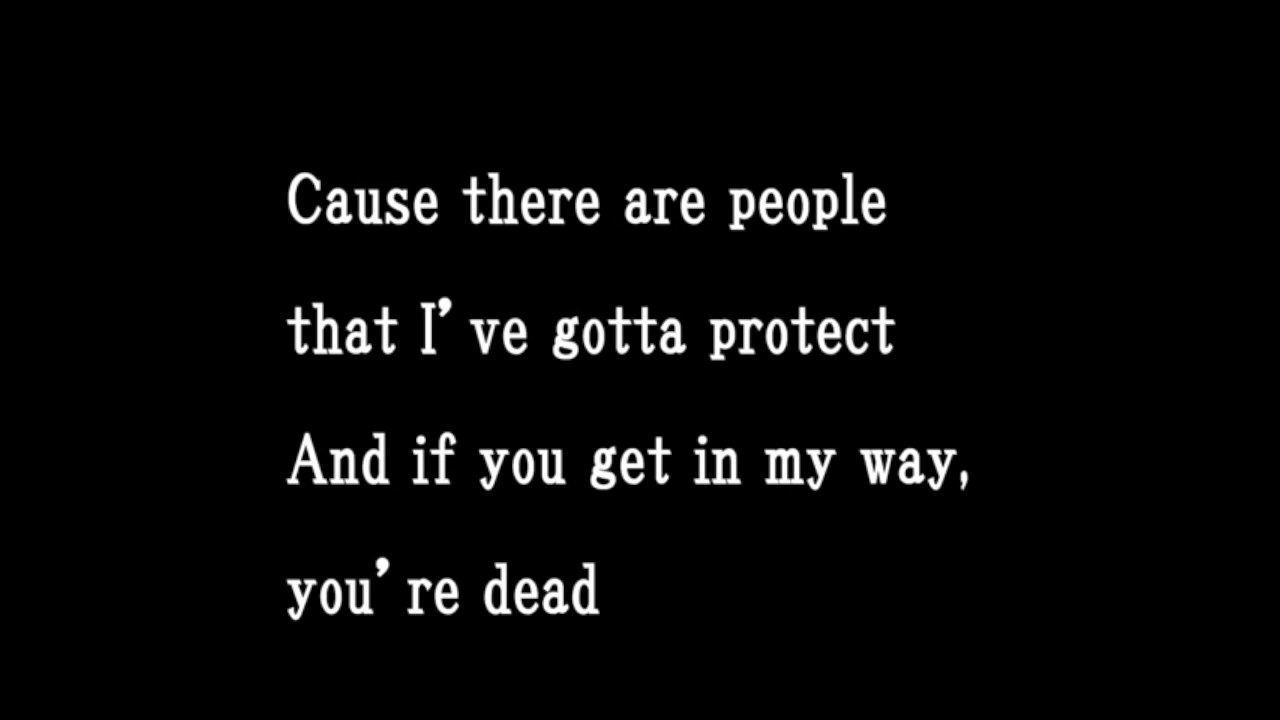 Cause there are people
that I’ve gotta protect
And if you get in my way,
you’re dead